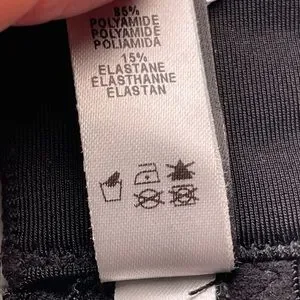 85%
POLYAMIDE
POLYAMIDE
POLIAMIDA
15%
ELASTANE
ELASTHANNE
ELASTAN